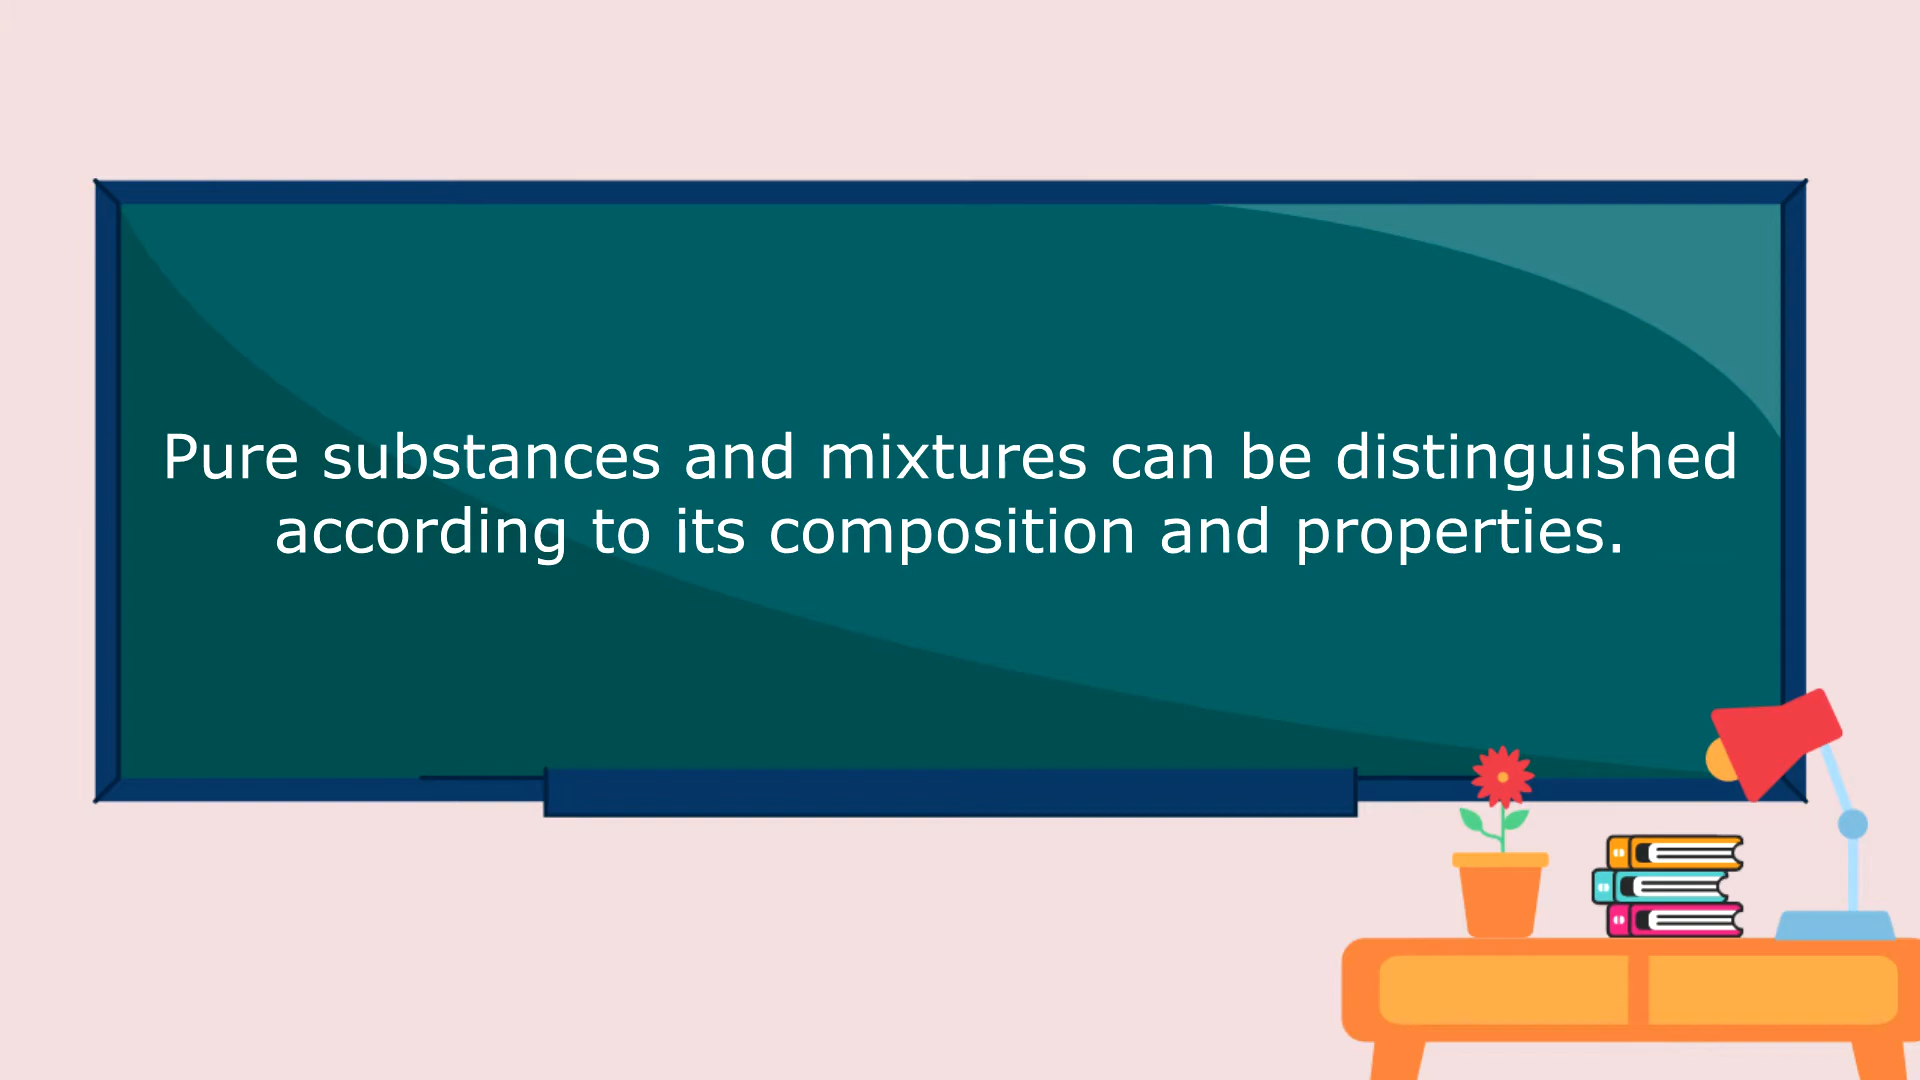 Pure substances and mixtures can be distinguished
according to its composition and properties.